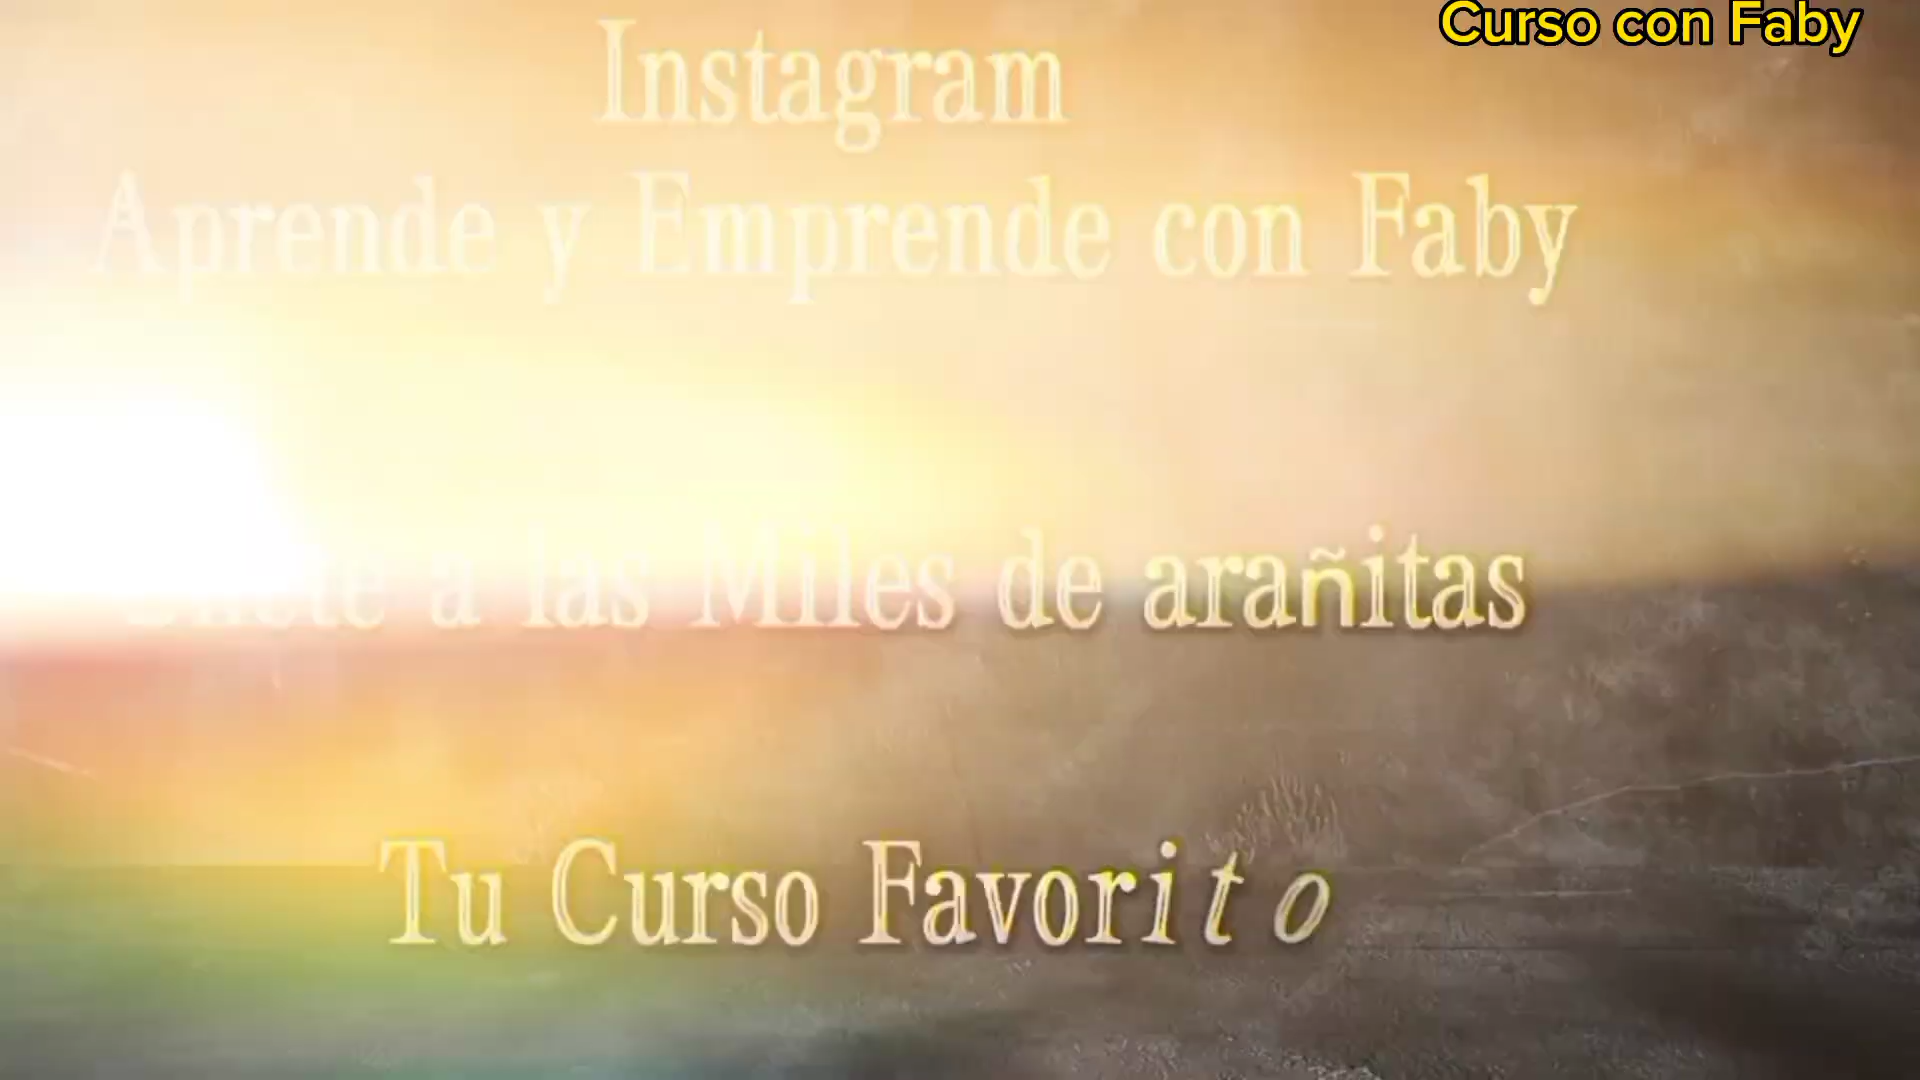 Curso con Faby
Instagram
Aprende y Emprende con Faby
a las Miles de arañitas
Tu Curso Favorito